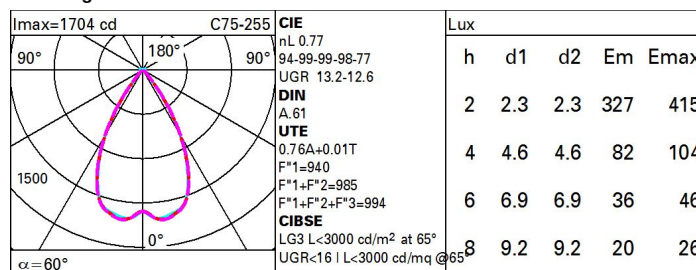 Imax=1704 cd C75-255
90° 180° 90°
1500
0°
α=60°
CIE
nL 0.77
94-99-99-98-77
UGR 13.2-12.6
DIN
A.61
UTE
0.76A+0.01T
F"1=940
F"1+F"2=985
F"1+F"2+F"3=994
CIBSE
LG3 L<3000 cd/m² at 65°
UGR<16 | L<3000 cd/mq @65°
Lux
h d1 d2 Em Emax
2 2.3 2.3 327 415
4 4.6 4.6 82 104
6 6.9 6.9 36 46
8 9.2 9.2 20 26